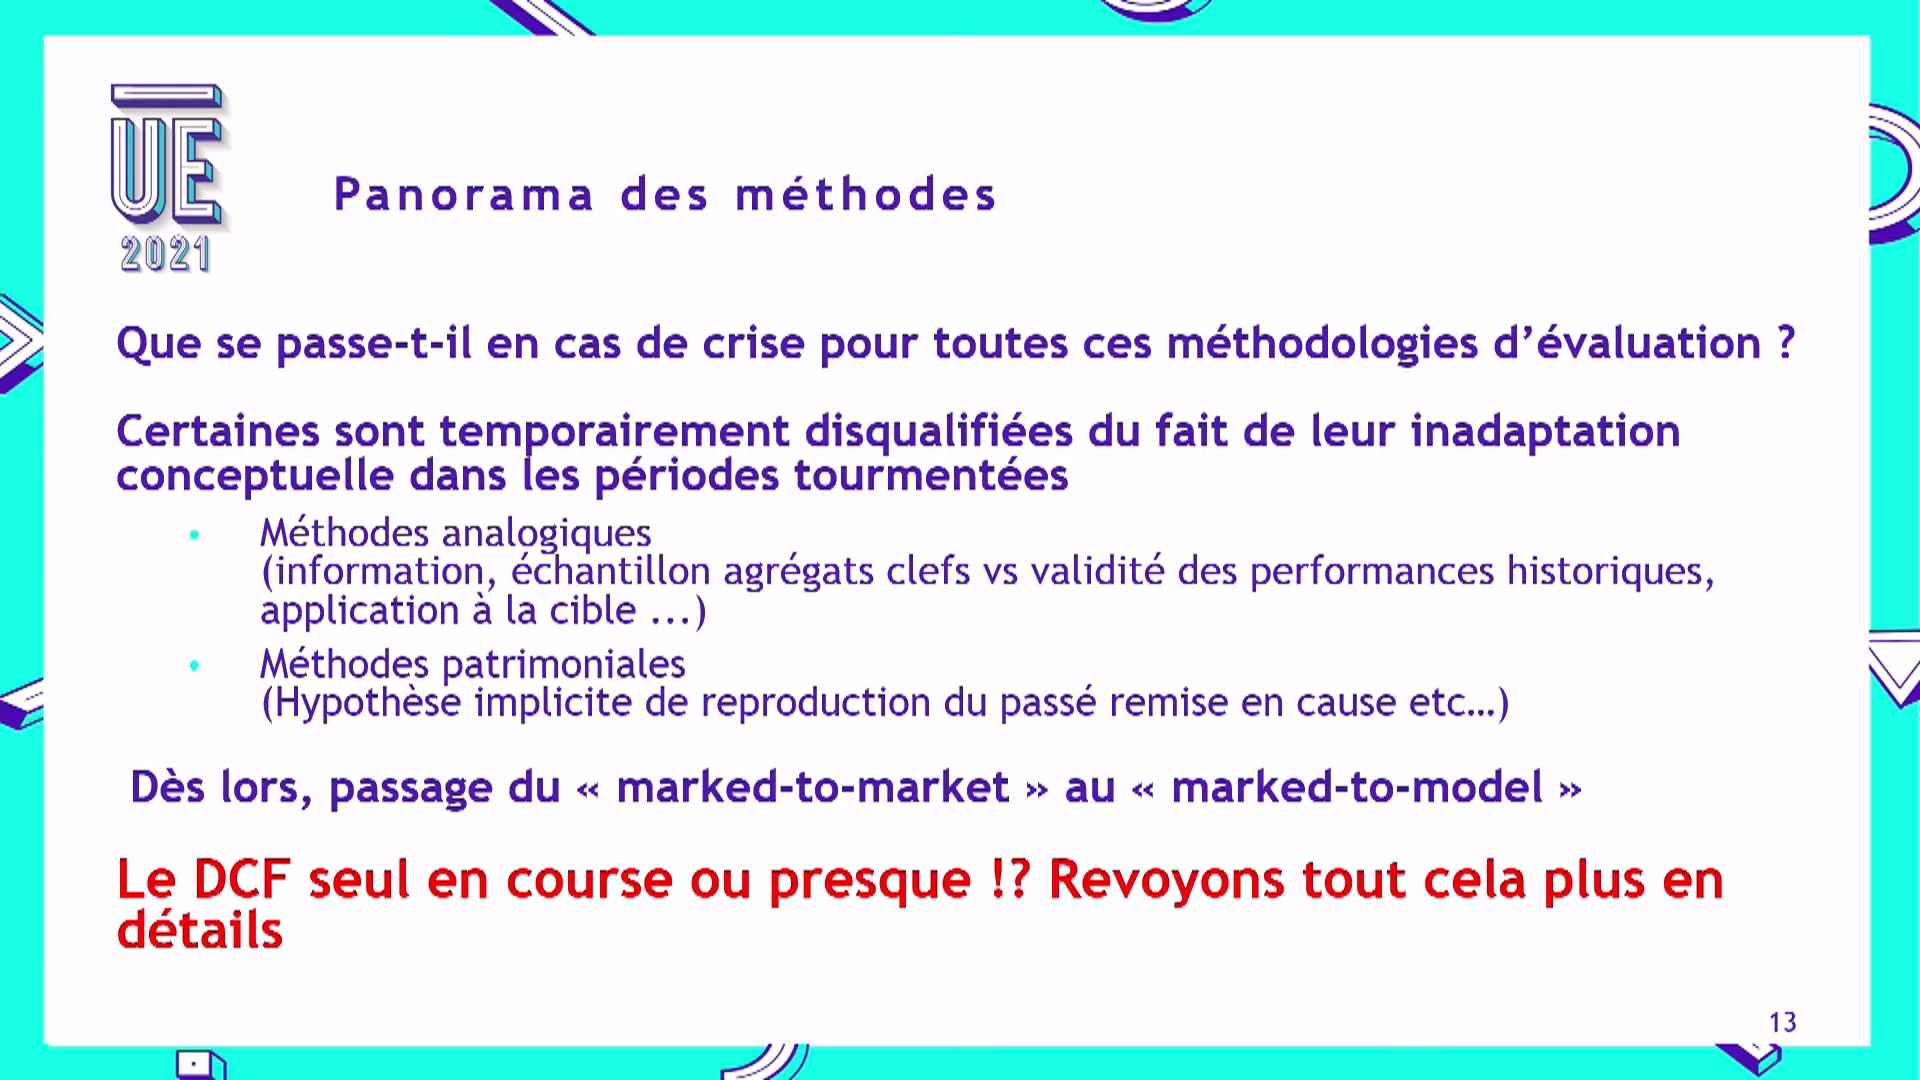 UE
2021
Panorama des méthodes
Que se passe-t-il en cas de crise pour toutes ces méthodologies d’évaluation ?
Certaines sont temporairement disqualifiées du fait de leur inadaptation
conceptuelle dans les périodes tourmentées
• Méthodes analogiques
(information, échantillon agrégats clefs vs validité des performances historiques,
application à la cible ...)
• Méthodes patrimoniales
(Hypothèse implicite de reproduction du passé remise en cause etc…)
Dès lors, passage du « marked-to-market » au « marked-to-model »
Le DCF seul en course ou presque !? Revoyons tout cela plus en
détails
13